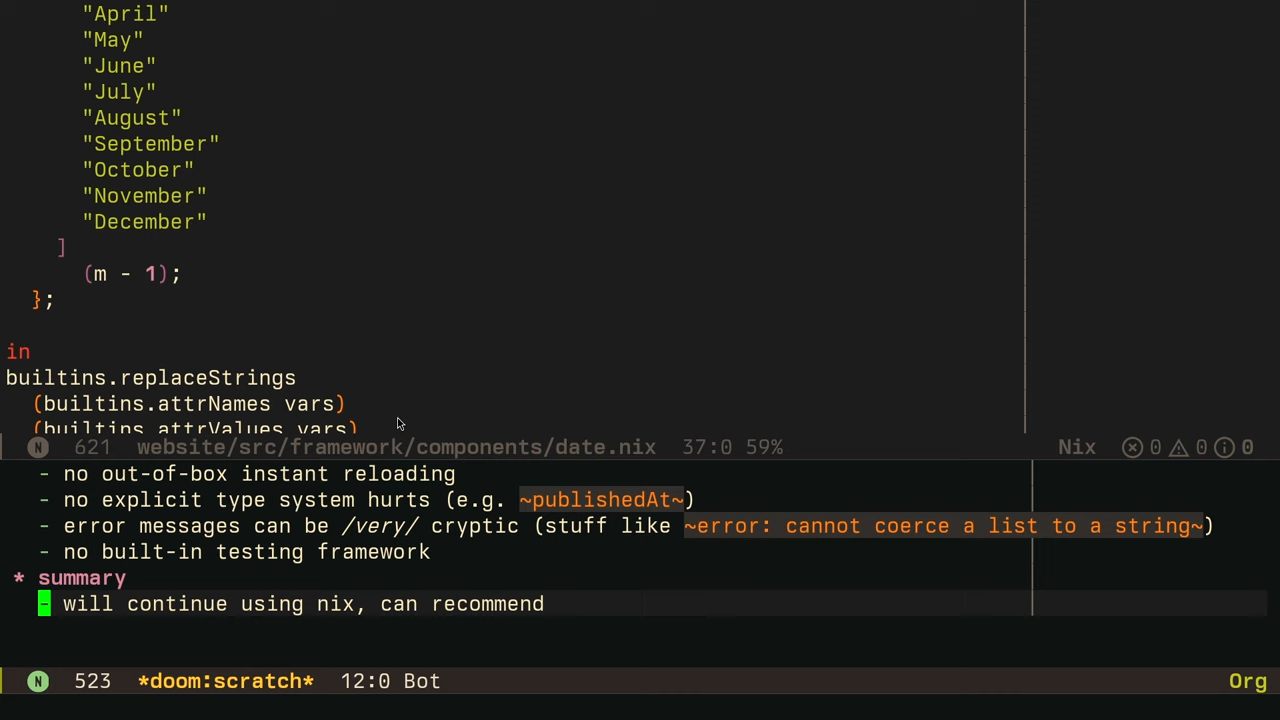 "April"
"May"
"June"
"July"
"August"
"September"
"October"
"November"
"December"
]
(m - 1);
};
in
builtins.replaceStrings
(builtins.attrNames vars)
(builtins.attrValues vars)
N 621 website/src/framework/components/date.nix 37:0 59% Nix 0 0 0
- no out-of-box instant reloading
- no explicit type system hurts (e.g. ~publishedAt~)
- error messages can be /very/ cryptic (stuff like ~error: cannot coerce a list to a string~)
- no built-in testing framework
* summary
- will continue using nix, can recommend
N 523 *doom:scratch* 12:0 Bot Org